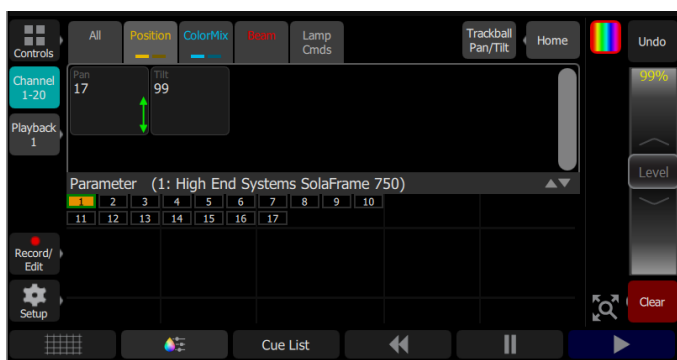 Controls
All
Position
ColorMix
Beam
Lamp
Cmds
Trackball
Pan/Tilt
Home
Undo
Channel
1-20
Pan
17
Tilt
99
99%
Playback
1
Level
Parameter (1: High End Systems SolaFrame 750)
1 2 3 4 5 6 7 8 9 10
11 12 13 14 15 16 17
Record/
Edit
Setup
Clear
Cue List